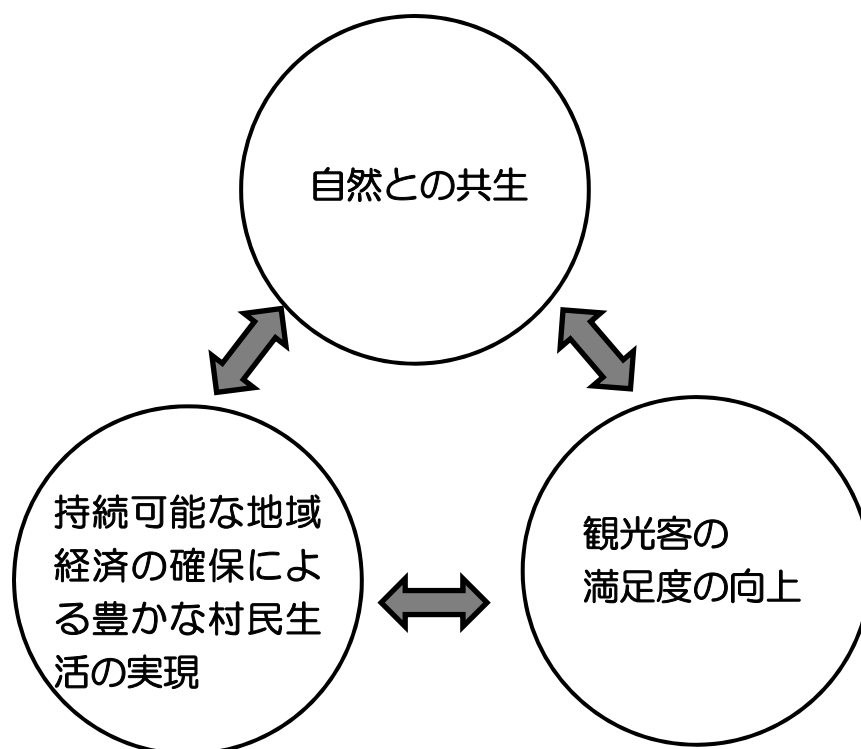 自然との共生
持続可能な地域
経済の確保によ
る豊かな村民生
活の実現
観光客の
満足度の向上